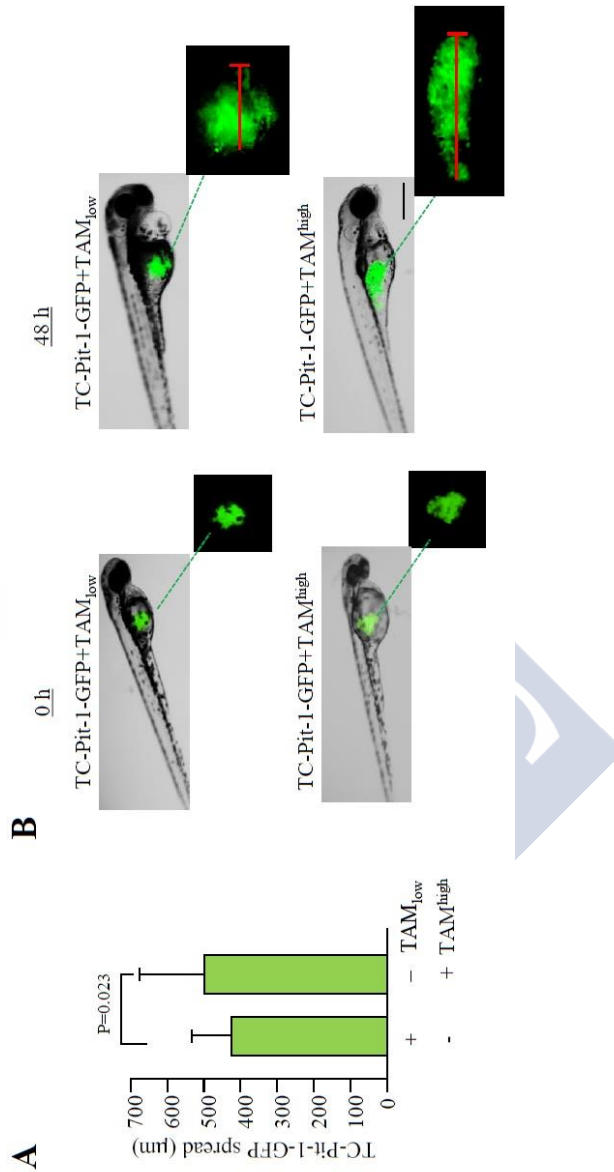 A
TC-Pit-1-GFP spread (µm)
700
600
500
400
300
200
100
0
P=0.023
+ – TAMlow
- + TAMhigh
B
0 h
48 h
TC-Pit-1-GFP+TAMlow
TC-Pit-1-GFP+TAMlow
TC-Pit-1-GFP+TAMhigh
TC-Pit-1-GFP+TAMhigh